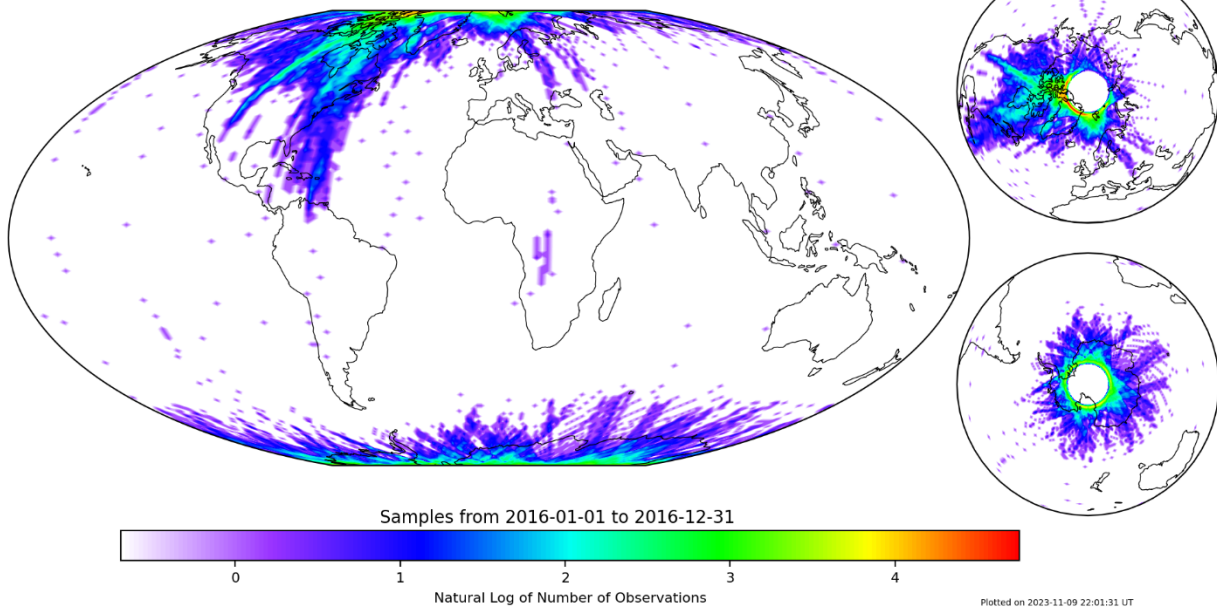 Samples from 2016-01-01 to 2016-12-31
0 1 2 3 4
Natural Log of Number of Observations
Plotted on 2023-11-09 22:01:31 UT